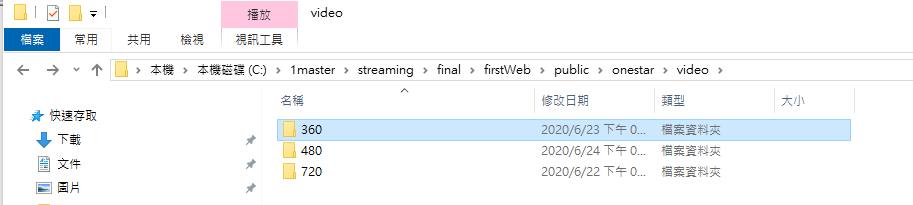 播放 video
檔案 常用 共用 檢視 視訊工具
本機 › 本機磁碟 (C:) › 1master › streaming › final › firstWeb › public › onestar › video ›
快速存取
下載
文件
圖片
名稱 修改日期 類型 大小
360 2020/6/23 下午 0... 檔案資料夾
480 2020/6/24 下午 0... 檔案資料夾
720 2020/6/22 下午 0... 檔案資料夾